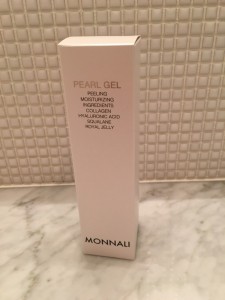 PEARL GEL
PEELING
MOISTURIZING
INGREDIENTS
COLLAGEN
HYALURONIC ACID
SQUALANE
ROYAL JELLY
MONNALI